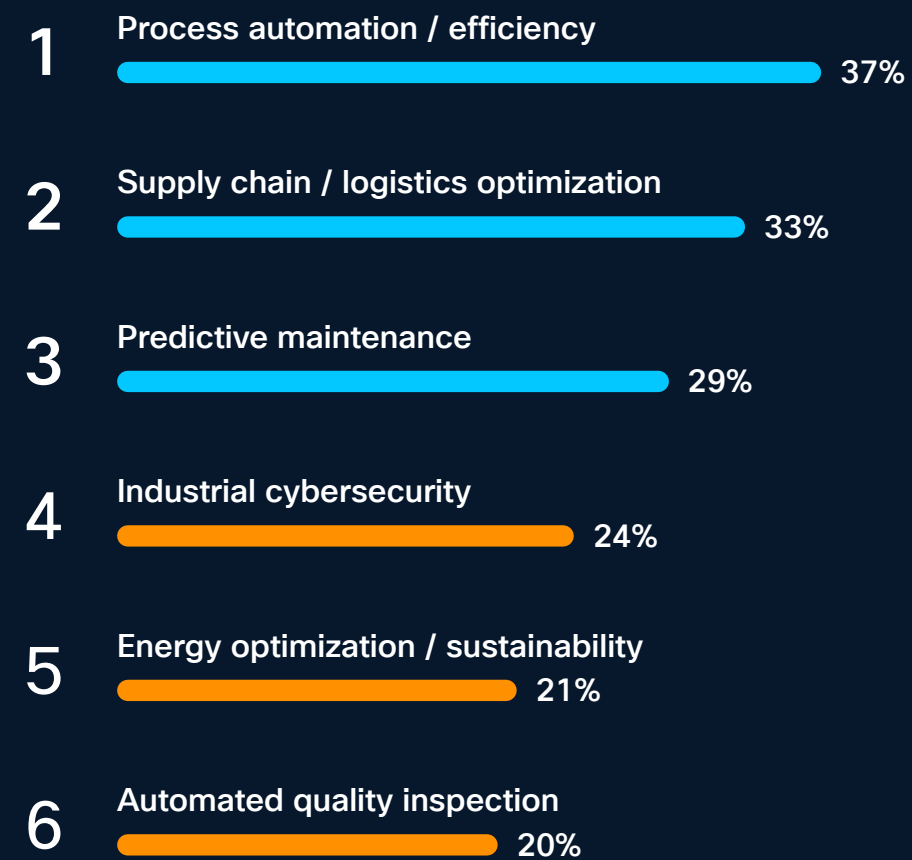 1
Process automation / efficiency
37%
2
Supply chain / logistics optimization
33%
3
Predictive maintenance
29%
4
Industrial cybersecurity
24%
5
Energy optimization / sustainability
21%
6
Automated quality inspection
20%